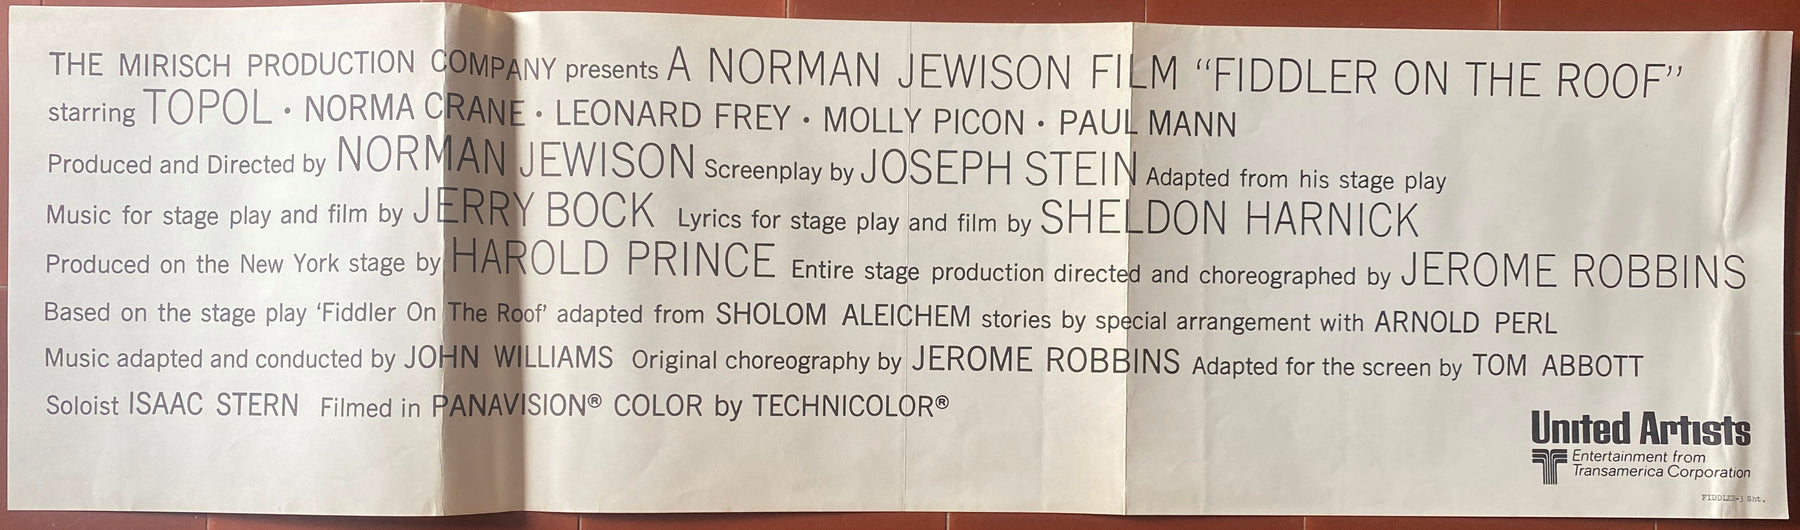 THE MIRISCH PRODUCTION COMPANY presents A NORMAN JEWISON FILM “FIDDLER ON THE ROOF”
starring TOPOL • NORMA CRANE • LEONARD FREY • MOLLY PICON • PAUL MANN
Produced and Directed by NORMAN JEWISON Screenplay by JOSEPH STEIN Adapted from his stage play
Music for stage play and film by JERRY BOCK Lyrics for stage play and film by SHELDON HARNICK
Produced on the New York stage by HAROLD PRINCE Entire stage production directed and choreographed by JEROME ROBBINS
Based on the stage play ‘Fiddler On The Roof’ adapted from SHOLOM ALEICHEM stories by special arrangement with ARNOLD PERL
Music adapted and conducted by JOHN WILLIAMS Original choreography by JEROME ROBBINS Adapted for the screen by TOM ABBOTT
Soloist ISAAC STERN Filmed in PANAVISION® COLOR by TECHNICOLOR®
United Artists
Entertainment from
Transamerica Corporation
FIDDLER-3 Sht.